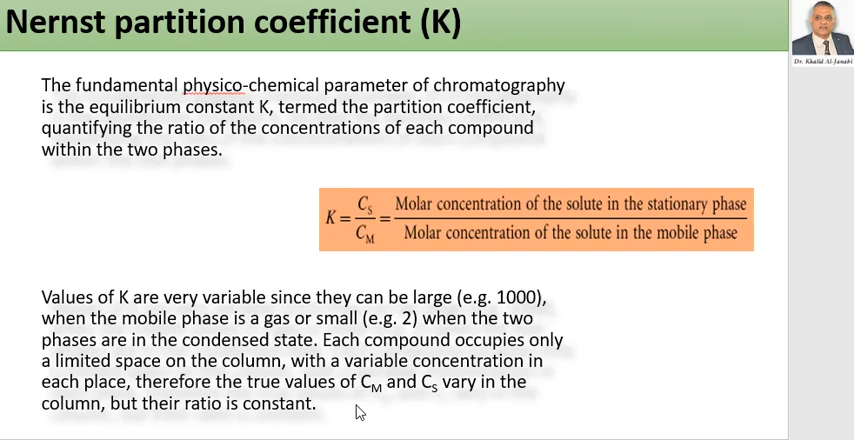 Nernst partition coefficient (K)
Dr. Khalid Al-Janabi
The fundamental physico-chemical parameter of chromatography
is the equilibrium constant K, termed the partition coefficient,
quantifying the ratio of the concentrations of each compound
within the two phases.
K = C_S / C_M = Molar concentration of the solute in the stationary phase / Molar concentration of the solute in the mobile phase
Values of K are very variable since they can be large (e.g. 1000),
when the mobile phase is a gas or small (e.g. 2) when the two
phases are in the condensed state. Each compound occupies only
a limited space on the column, with a variable concentration in
each place, therefore the true values of C_M and C_S vary in the
column, but their ratio is constant.